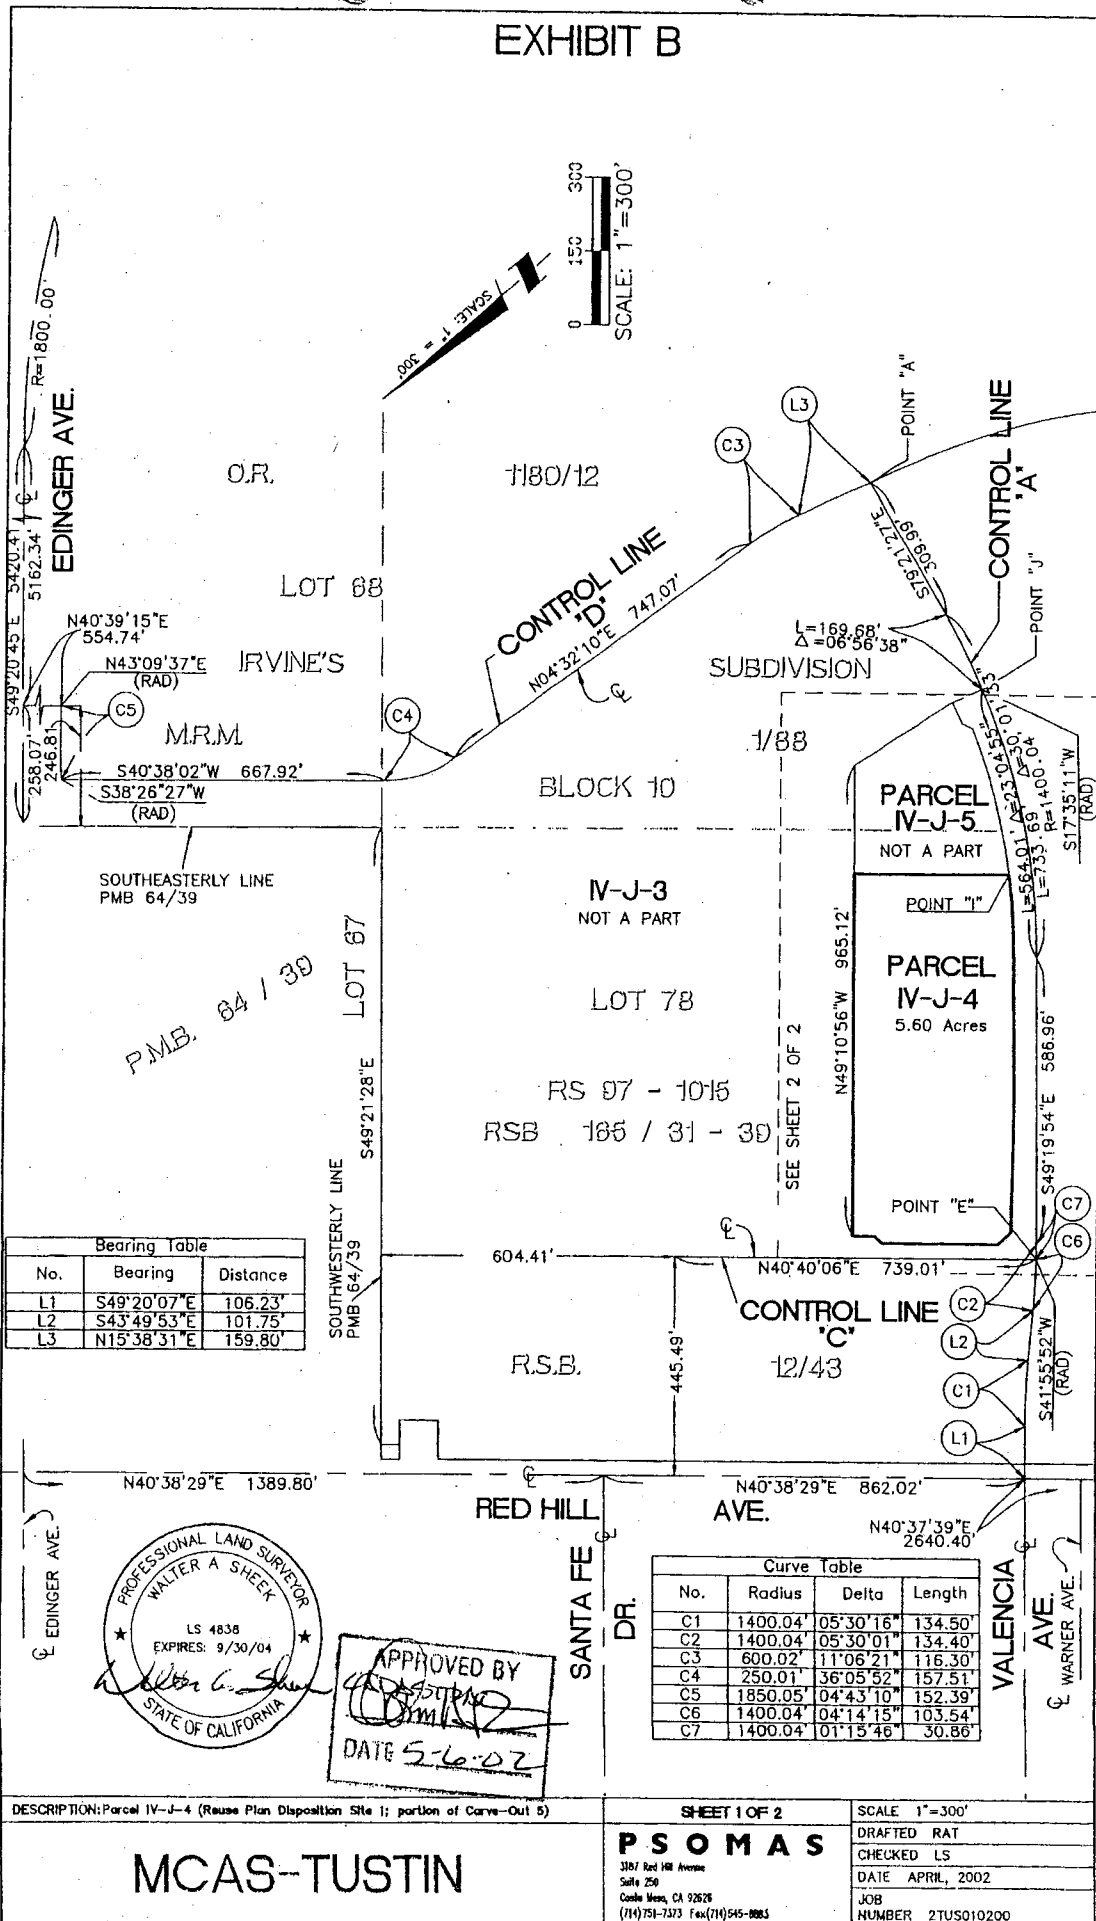 EXHIBIT B
0 150 300
SCALE: 1"=300'
SCALE: 1" = 300'
R=1800.00'
EDINGER AVE.
S49°20'45"E 5420.41'
5162.34'
℄
O.R.
1180/12
LOT 68
IRVINE'S
M.R.M.
N40°39'15"E
554.74'
N43°09'37"E
(RAD)
C5
258.07'
246.81
S40°38'02"W 667.92'
S38°26'27"W
(RAD)
C4
C3
L3
POINT "A"
CONTROL LINE
"D"
N04°32'10"E 747.07'
℄
S79°21'27"E
309.99'
CONTROL LINE
"A"
POINT "J"
L=169.68'
Δ=06°56'38"
SUBDIVISION
1/88
BLOCK 10
L=564.01' Δ=23°04'55"
L=733.69 Δ=30°01'33"
R=1400.04
S17°35'11"W
(RAD)
PARCEL
IV-J-5
NOT A PART
POINT "I"
SOUTHEASTERLY LINE
PMB 64/39
P.M.B. 64 / 39
LOT 67
S49°21'28"E
IV-J-3
NOT A PART
LOT 78
RS 97 - 1015
RSB 165 / 31 - 39
SEE SHEET 2 OF 2
N49°10'56"W 965.12'
PARCEL
IV-J-4
5.60 Acres
S49°19'54"E 586.96'
POINT "E"
C7
C6
C2
L2
C1
L1
S41°55'52"W
(RAD)
SOUTHWESTERLY LINE
PMB 64/39
604.41'
℄
N40°40'06"E 739.01'
CONTROL LINE
"C"
445.49'
R.S.B.
12/43
Bearing Table
No. Bearing Distance
L1 S49°20'07"E 106.23'
L2 S43°49'53"E 101.75'
L3 N15°38'31"E 159.80'
N40°38'29"E 1389.80'
℄
RED HILL AVE.
N40°38'29"E 862.02'
N40°37'39"E
2640.40'
℄ EDINGER AVE.
SANTA FE DR.
℄
VALENCIA AVE.
℄
℄ WARNER AVE.
Curve Table
No. Radius Delta Length
C1 1400.04' 05°30'16" 134.50'
C2 1400.04' 05°30'01" 134.40'
C3 600.02' 11°06'21" 116.30'
C4 250.01' 36°05'52" 157.51'
C5 1850.05' 04°43'10" 152.39'
C6 1400.04' 04°14'15" 103.54'
C7 1400.04' 01°15'46" 30.86'
PROFESSIONAL LAND SURVEYOR
WALTER A SHEEK
LS 4838
EXPIRES: 9/30/04
STATE OF CALIFORNIA
APPROVED BY
DATE 5-6-02
DESCRIPTION: Parcel IV-J-4 (Reuse Plan Disposition Site 1; portion of Carve-Out 5)
MCAS-TUSTIN
SHEET 1 OF 2
PSOMAS
3187 Red Hill Avenue
Suite 250
Costa Mesa, CA 92626
(714)751-7373 Fax(714)545-8883
SCALE 1"=300'
DRAFTED RAT
CHECKED LS
DATE APRIL, 2002
JOB
NUMBER 2TUS010200